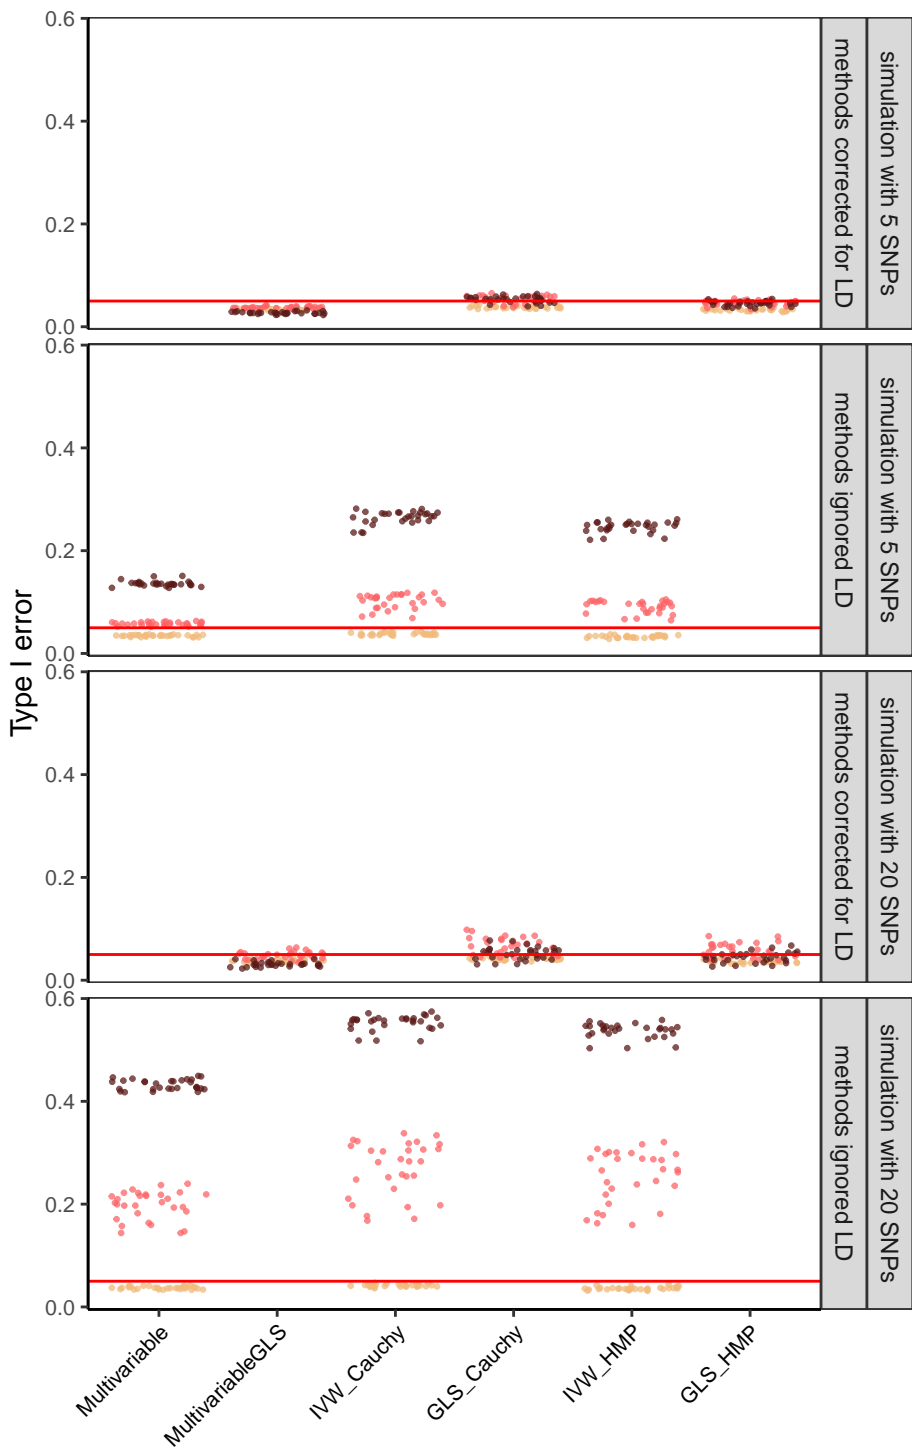 Type I error
0.6
0.4
0.2
0.0
methods corrected for LD
simulation with 5 SNPs
0.6
0.4
0.2
0.0
methods ignored LD
simulation with 5 SNPs
0.6
0.4
0.2
0.0
methods corrected for LD
simulation with 20 SNPs
0.6
0.4
0.2
0.0
methods ignored LD
simulation with 20 SNPs
Multivariable
MultivariableGLS
IVW_Cauchy
GLS_Cauchy
IVW_HMP
GLS_HMP